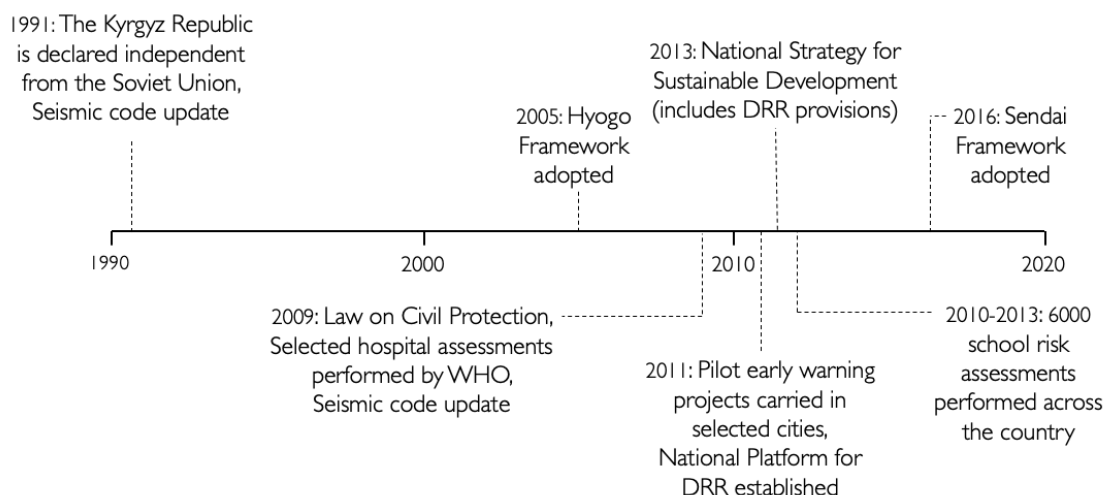 1991: The Kyrgyz Republic
is declared independent
from the Soviet Union,
Seismic code update
2005: Hyogo
Framework
adopted
2013: National Strategy for
Sustainable Development
(includes DRR provisions)
2016: Sendai
Framework
adopted
1990
2000
2010
2020
2009: Law on Civil Protection,
Selected hospital assessments
performed by WHO,
Seismic code update
2011: Pilot early warning
projects carried in
selected cities,
National Platform for
DRR established
2010-2013: 6000
school risk
assessments
performed across
the country